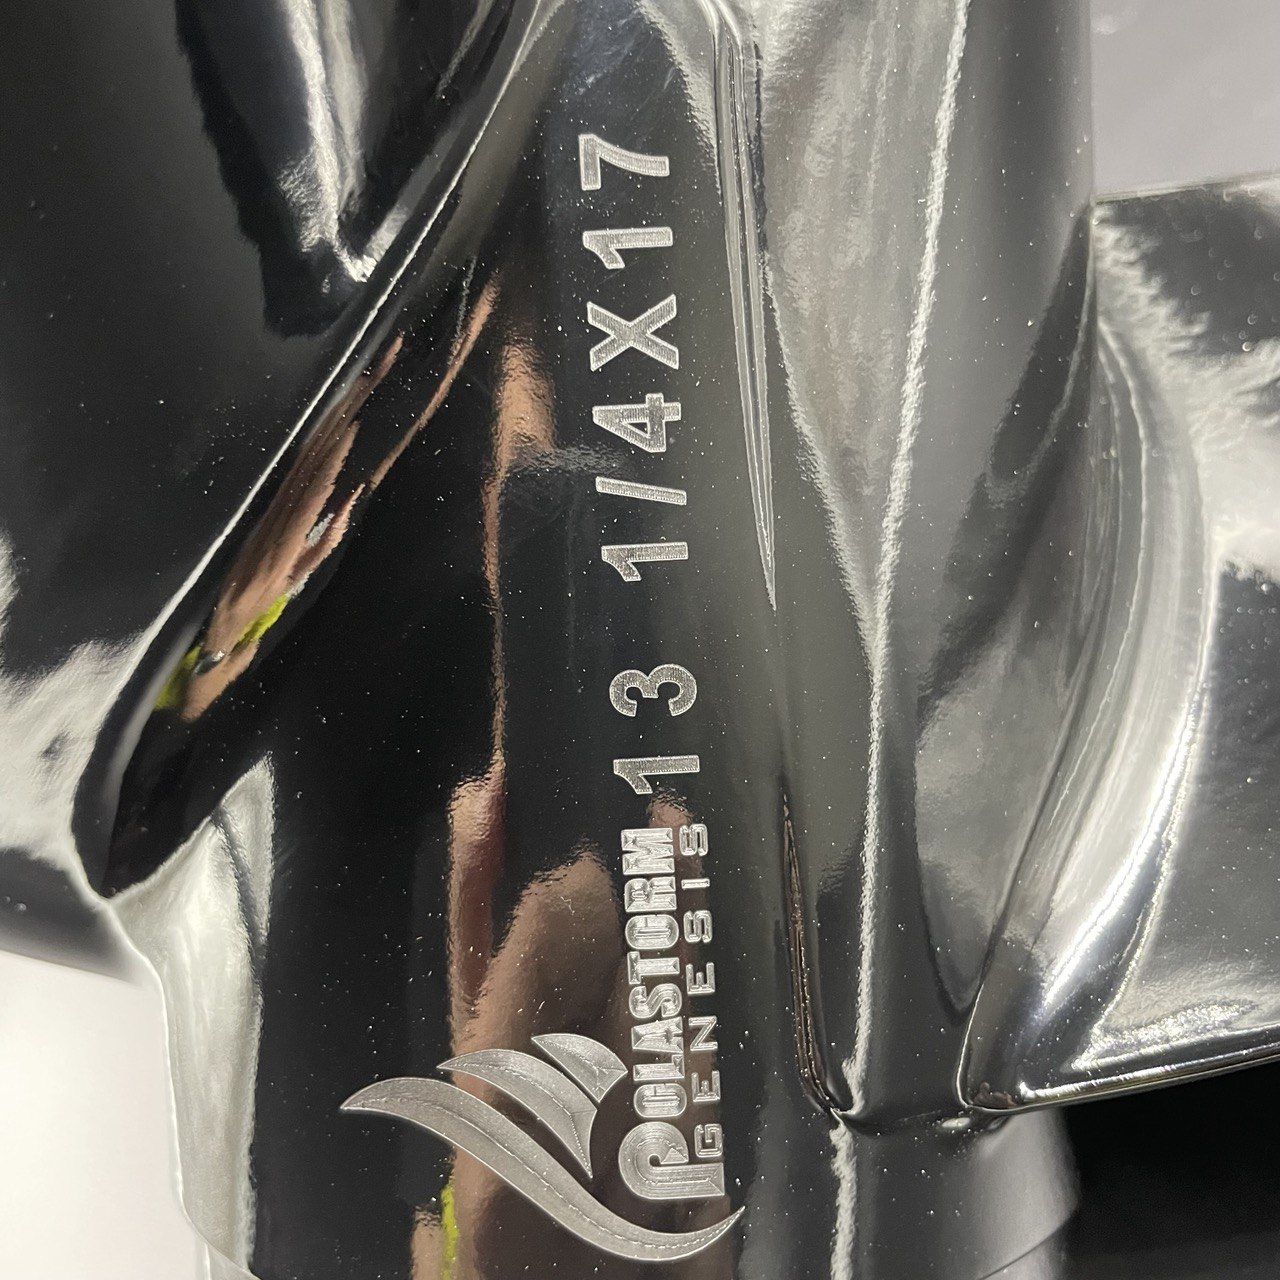 POLASTORM
GENESIS
13 1/4X17